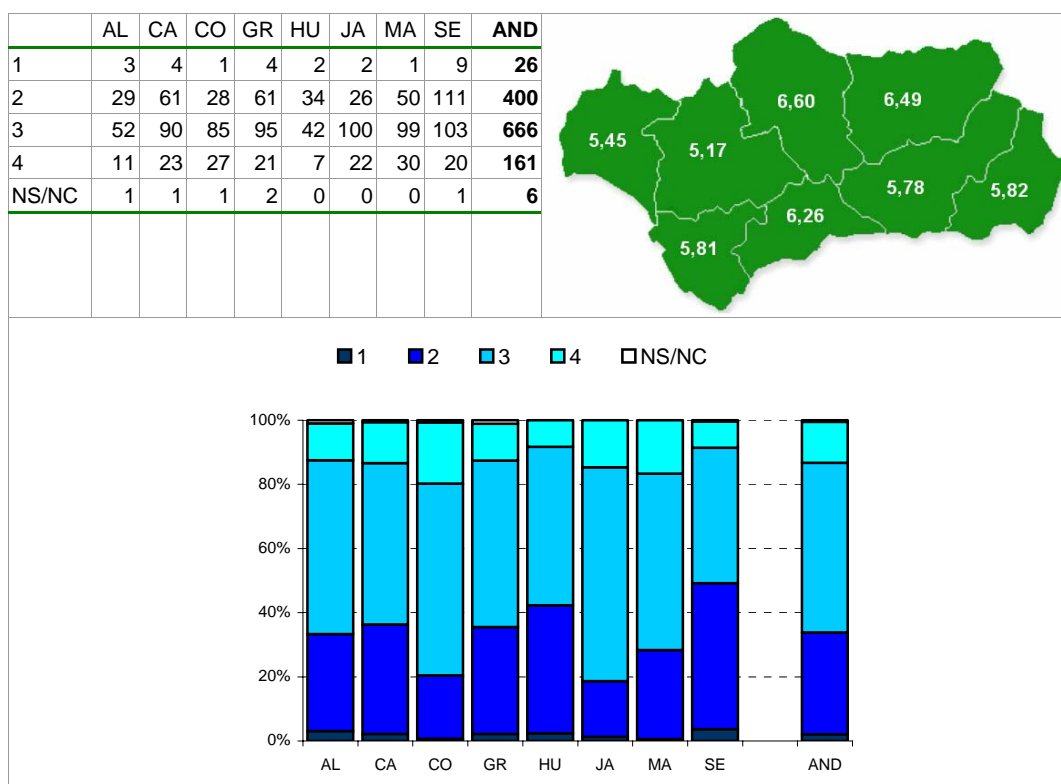 AL CA CO GR HU JA MA SE AND
1 3 4 1 4 2 2 1 9 26
2 29 61 28 61 34 26 50 111 400
3 52 90 85 95 42 100 99 103 666
4 11 23 27 21 7 22 30 20 161
NS/NC 1 1 1 2 0 0 0 1 6
6,60 6,49
5,45 5,17
5,78 5,82
6,26
5,81
1 2 3 4 NS/NC
100%
80%
60%
40%
20%
0%
AL CA CO GR HU JA MA SE AND